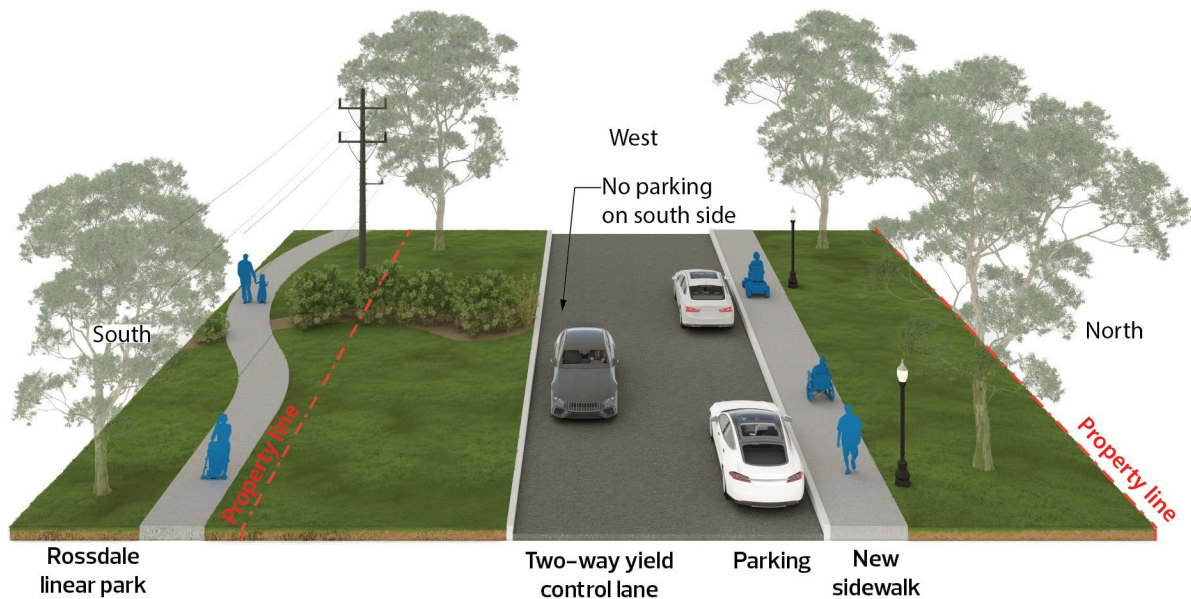 West
No parking
on south side
South
North
Property line
Property line
Rossdale
linear park
Two-way yield
control lane
Parking
New
sidewalk